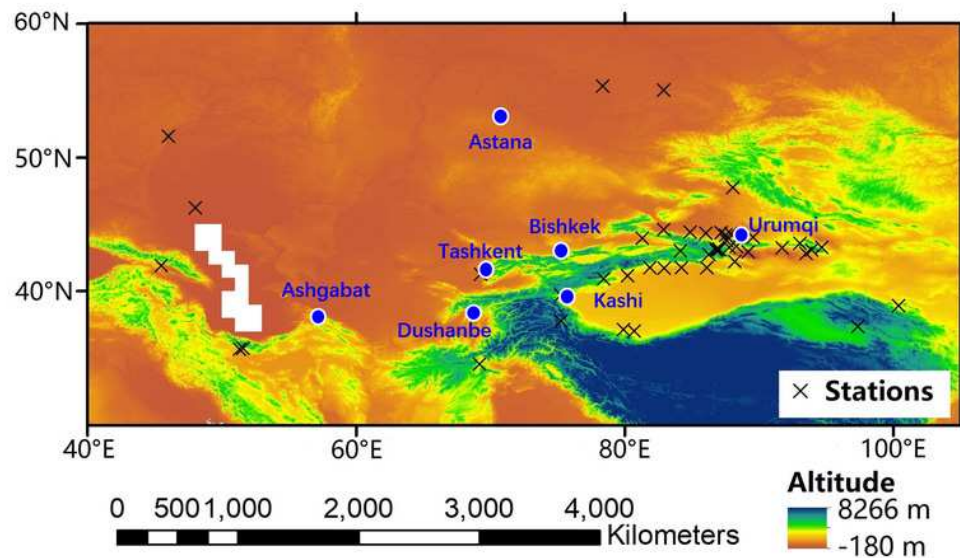 60°N
50°N
40°N
Astana
Bishkek
Urumqi
Tashkent
Ashgabat
Kashi
Dushanbe
× Stations
40°E 60°E 80°E 100°E
Altitude
8266 m
-180 m
0 500 1,000 2,000 3,000 4,000
Kilometers